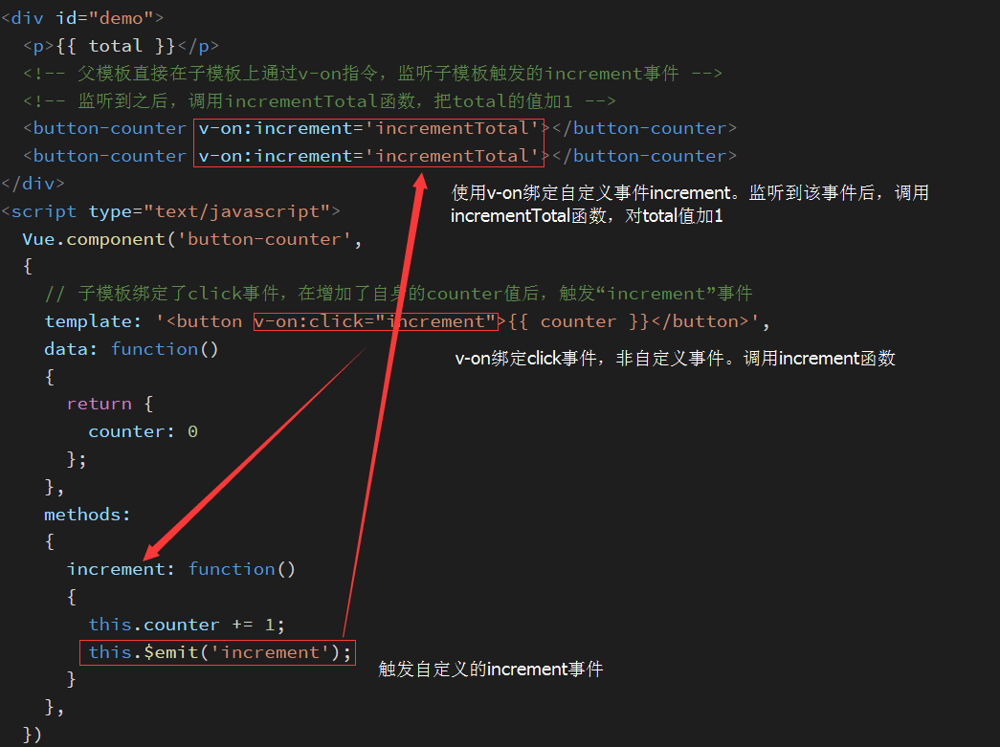 <div id="demo">
<p>{{ total }}</p>
<!-- 父模板直接在子模板上通过v-on指令，监听子模板触发的increment事件 -->
<!-- 监听到之后，调用incrementTotal函数，把total的值加1 -->
<button-counter v-on:increment='incrementTotal'></button-counter>
<button-counter v-on:increment='incrementTotal'></button-counter>
</div>
使用v-on绑定自定义事件increment。监听到该事件后，调用
incrementTotal函数，对total值加1
<script type="text/javascript">
Vue.component('button-counter',
{
// 子模板绑定了click事件，在增加了自身的counter值后，触发“increment”事件
template: '<button v-on:click="increment">{{ counter }}</button>',
data: function()
v-on绑定click事件，非自定义事件。调用increment函数
{
return {
counter: 0
};
},
methods:
{
increment: function()
{
this.counter += 1;
this.$emit('increment');
触发自定义的increment事件
}
},
})